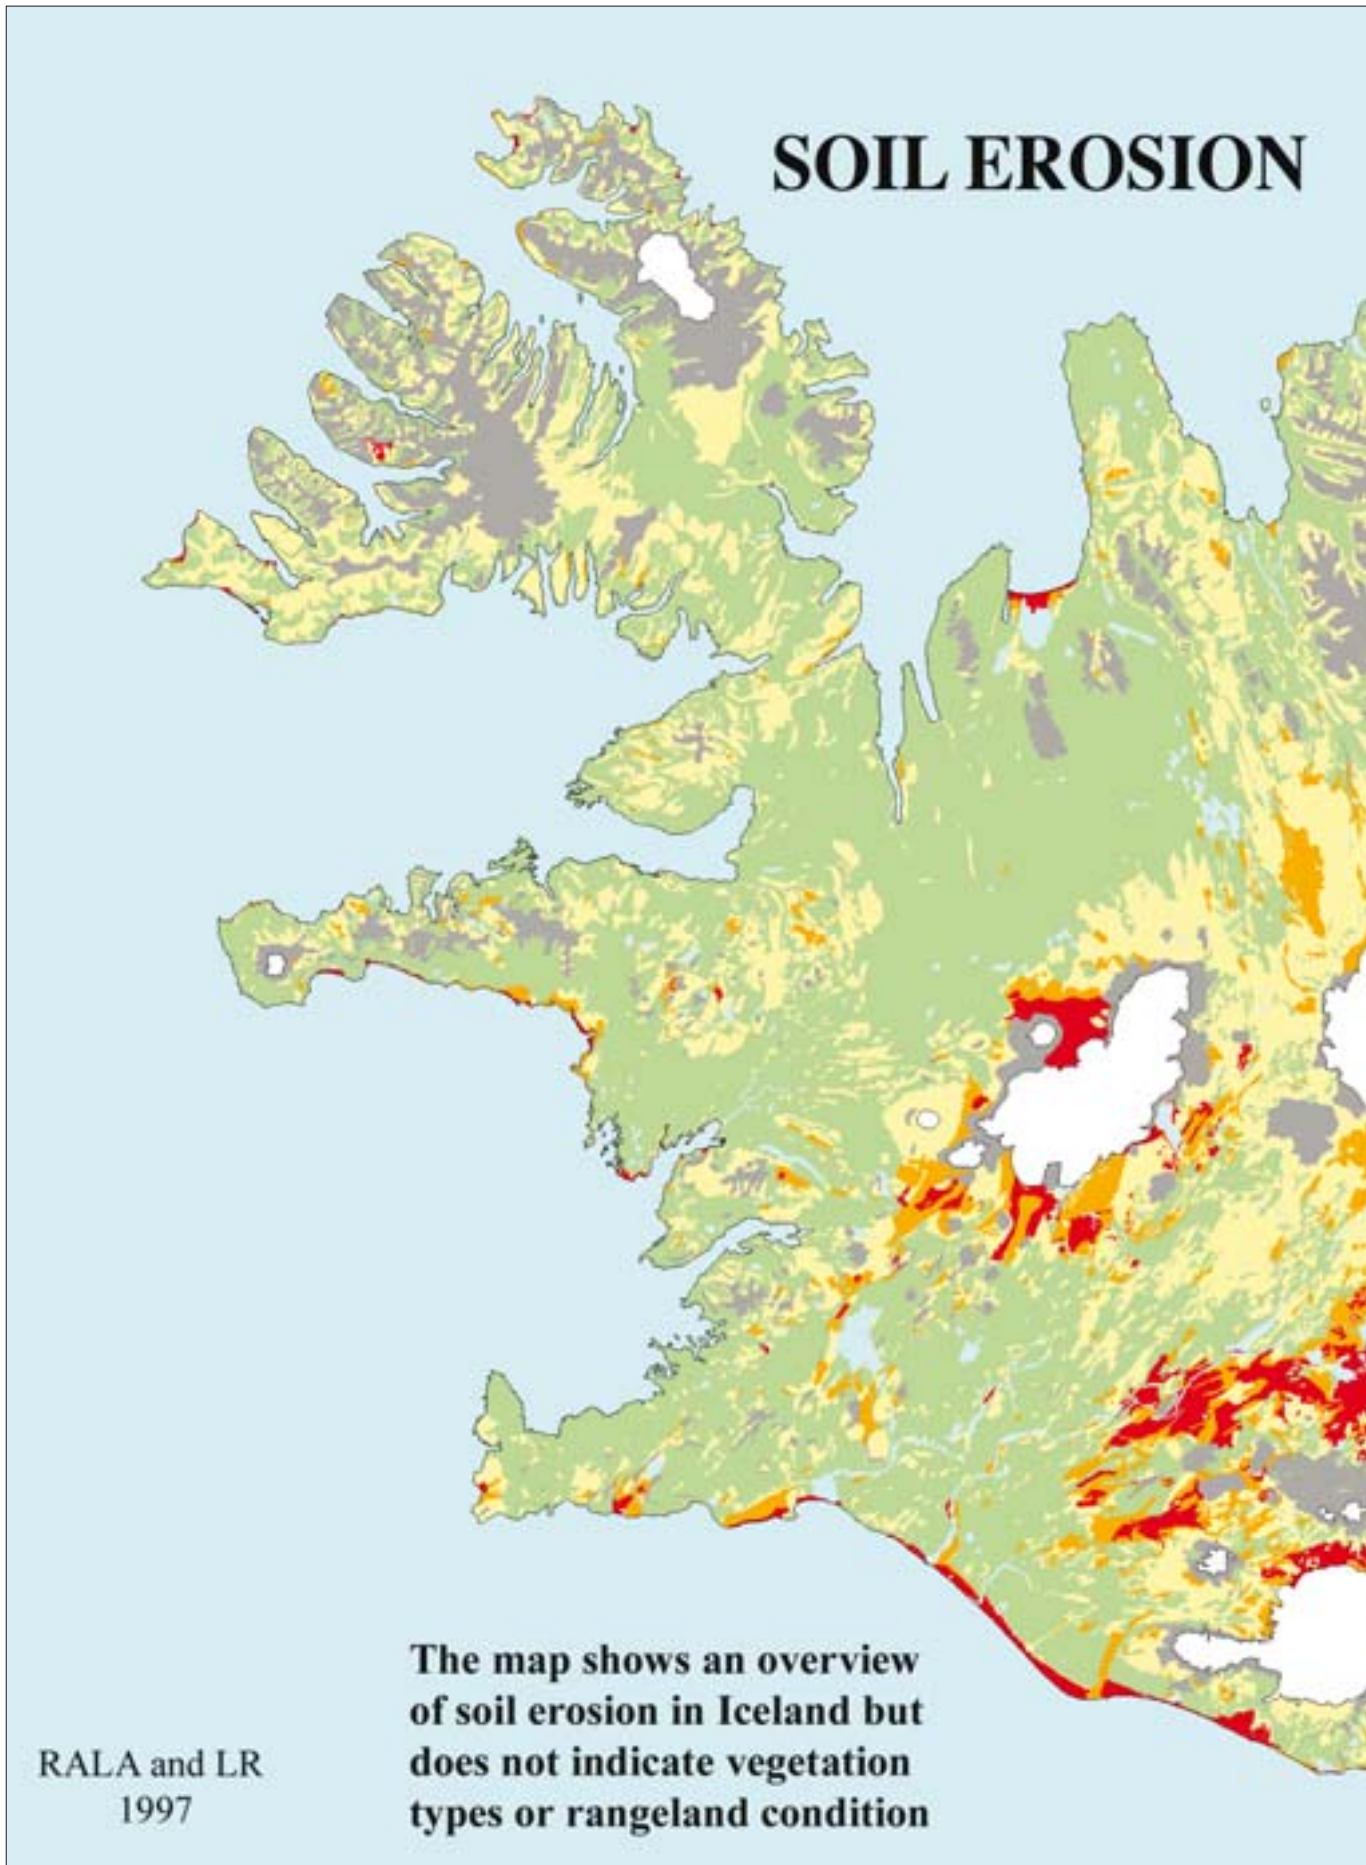 SOIL EROSION
The map shows an overview
of soil erosion in Iceland but
does not indicate vegetation
types or rangeland condition
RALA and LR
1997